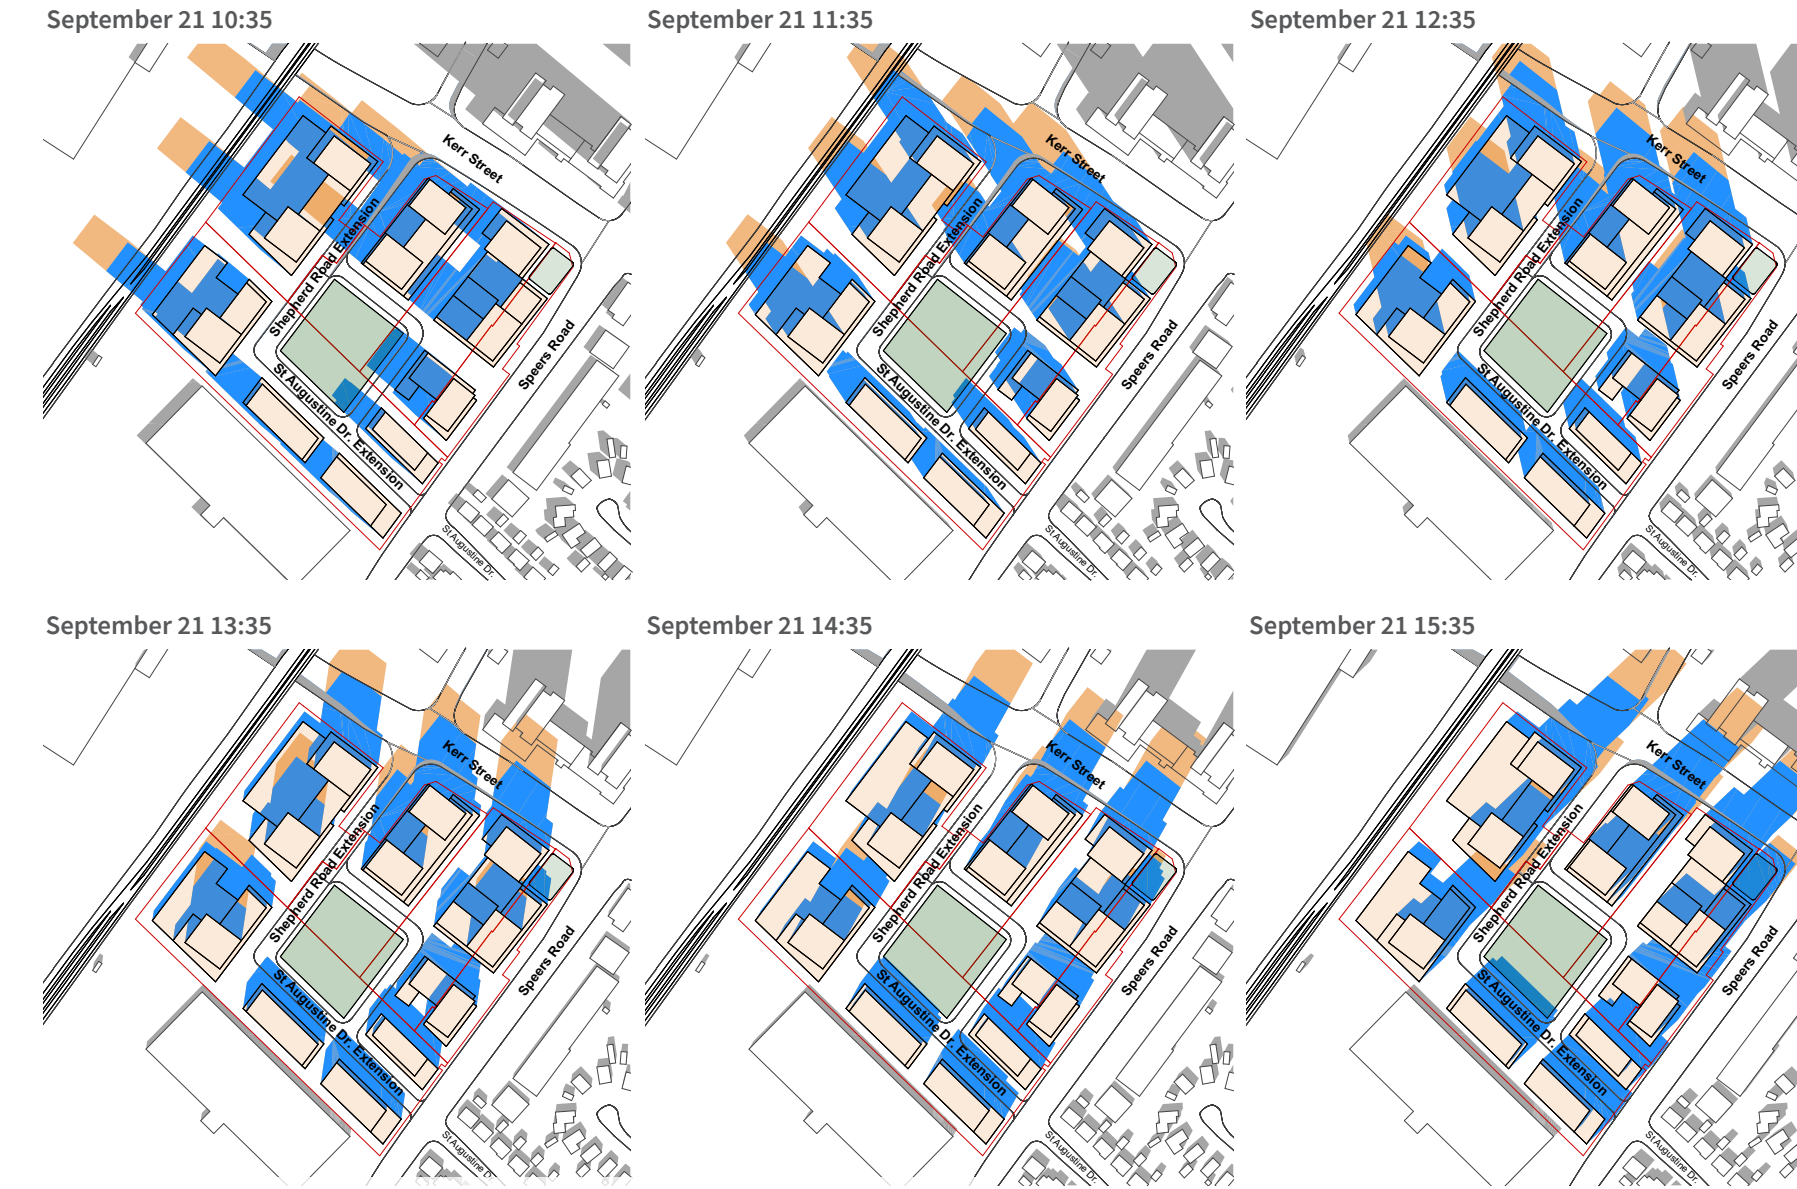 September 21 10:35
September 21 11:35
September 21 12:35
Kerr Street
Shepherd Road Extension
Speers Road
St Augustine Dr. Extension
St Augustine Dr.
Kerr Street
Shepherd Road Extension
Speers Road
St Augustine Dr. Extension
St Augustine Dr.
Kerr Street
Shepherd Road Extension
Speers Road
St Augustine Dr. Extension
St Augustine Dr.
September 21 13:35
September 21 14:35
September 21 15:35
Kerr Street
Shepherd Road Extension
Speers Road
St Augustine Dr. Extension
St Augustine Dr.
Kerr Street
Shepherd Road Extension
Speers Road
St Augustine Dr. Extension
St Augustine Dr.
Kerr Street
Shepherd Road Extension
Speers Road
St Augustine Dr. Extension
St Augustine Dr.